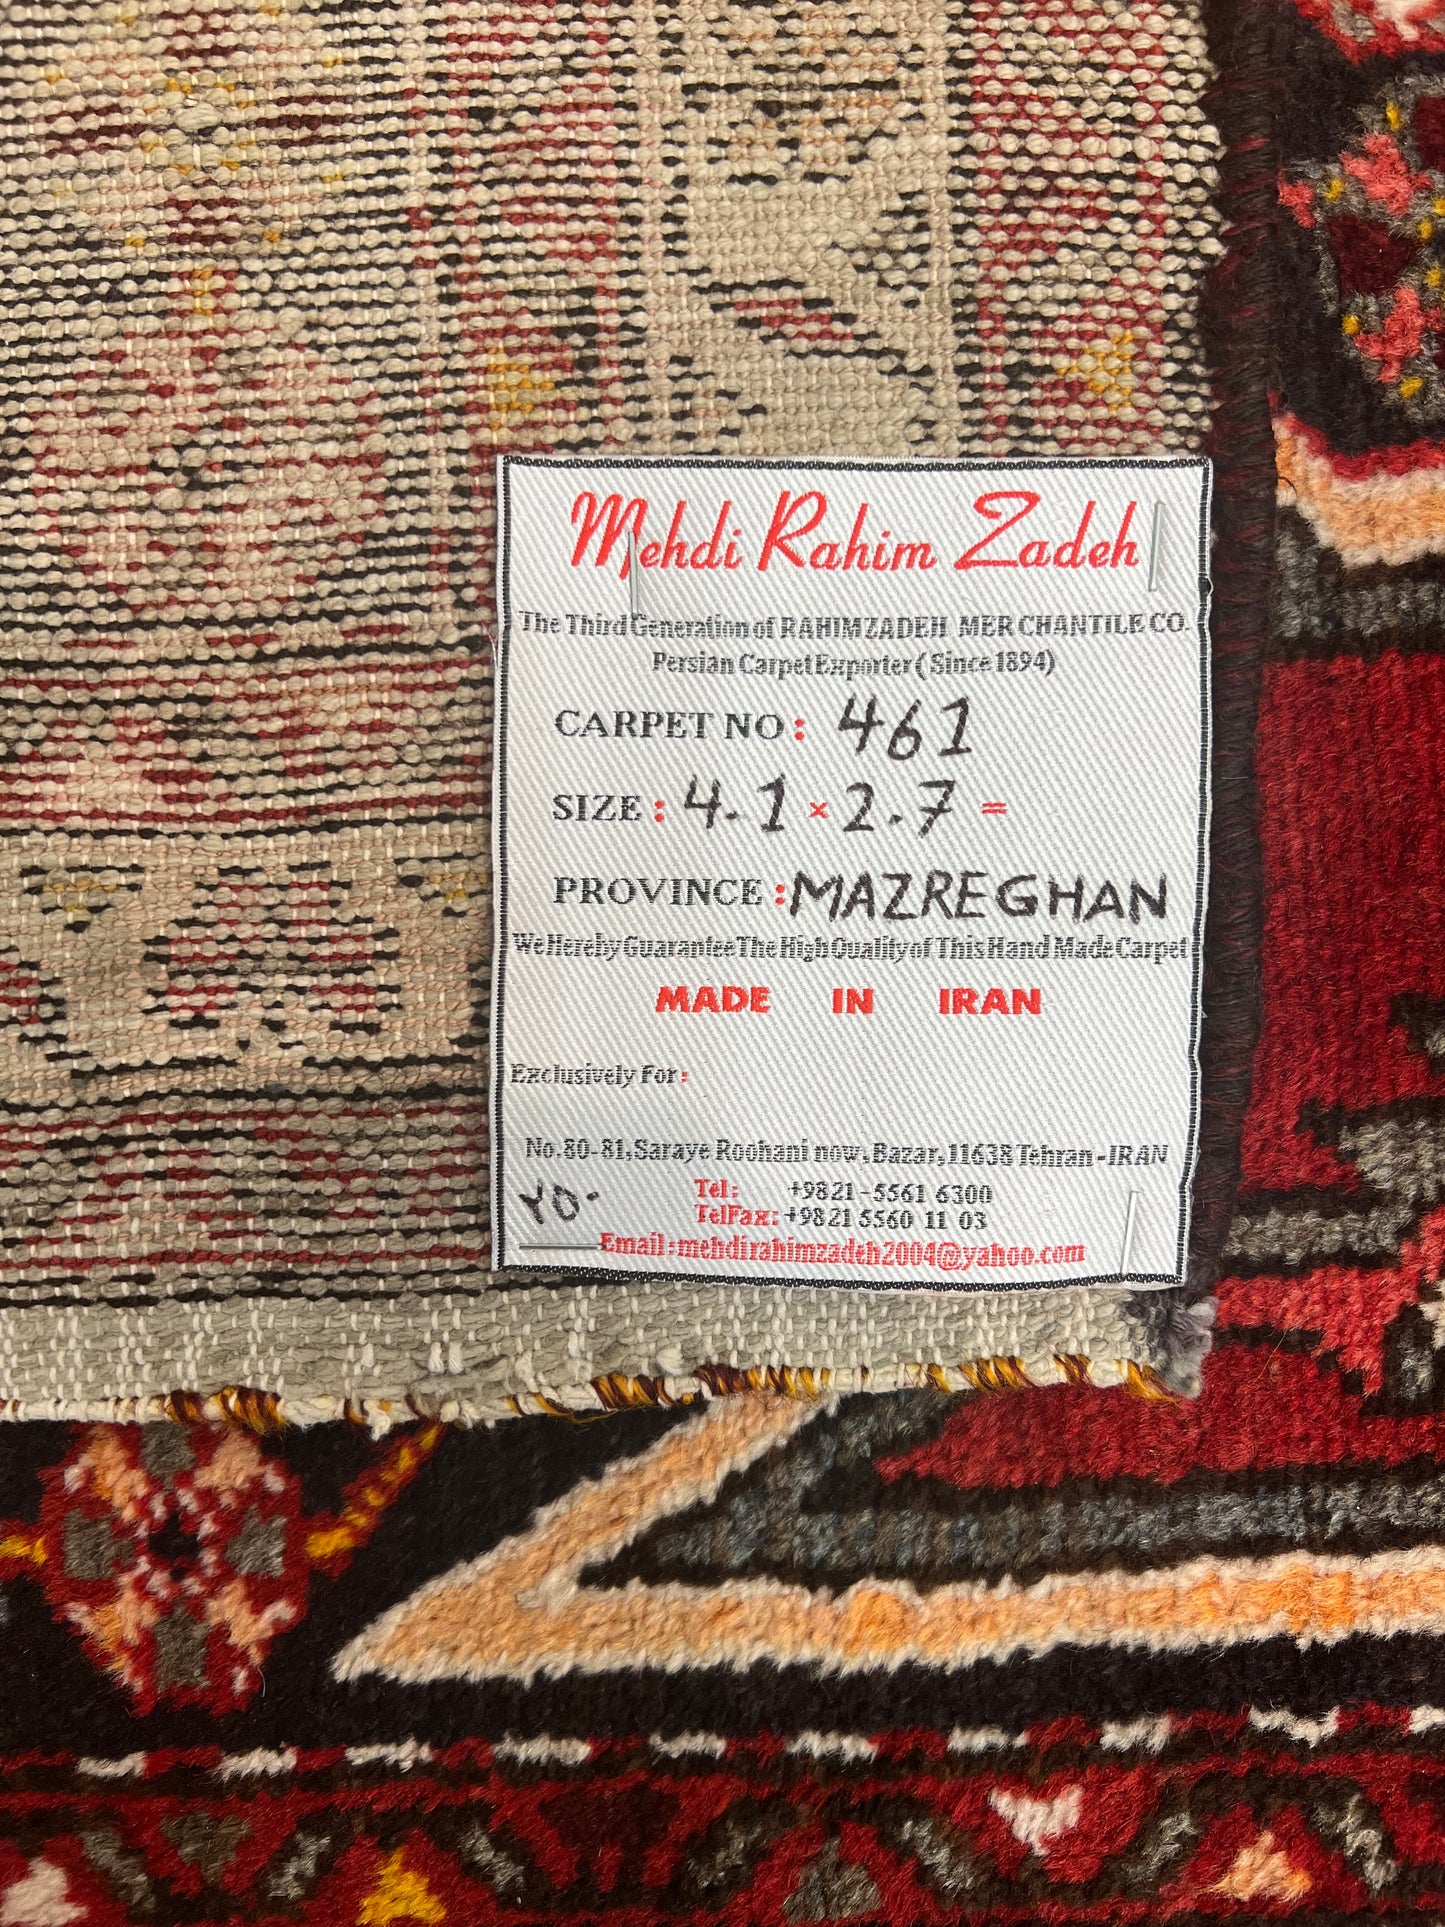 Mehdi Rahim Zadeh
The Third Generation of RAHIMZADEH MERCHANTILE CO.
Persian Carpet Exporter ( Since 1894)
CARPET NO : 461
SIZE : 4.1 × 2.7 =
PROVINCE : MAZREGHAN
We Hereby Guarantee The High Quality of This Hand Made Carpet
MADE IN IRAN
Exclusively For:
No. 80-81, Saraye Roohani now, Bazar, 11638 Tehran - IRAN
Tel: +9821 - 5561 6300
TelFax: +9821 5560 11 03
۷۵۰
Email: mehdirahimzadeh2004@yahoo.com